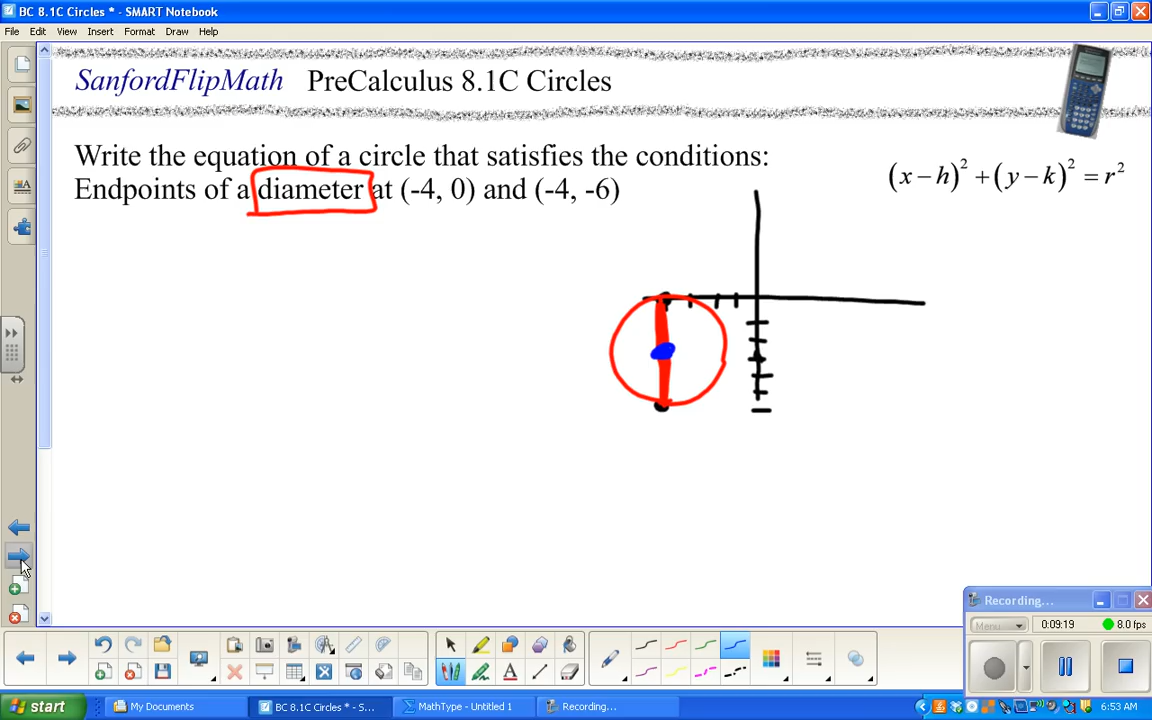 BC 8.1C Circles * - SMART Notebook
File Edit View Insert Format Draw Help
SanfordFlipMath PreCalculus 8.1C Circles
Write the equation of a circle that satisfies the conditions:
Endpoints of a diameter at (-4, 0) and (-4, -6)
(x − h)² + (y − k)² = r²
Recording...
Menu
0:09:19
8.0 fps
start
My Documents
BC 8.1C Circles * - S...
MathType - Untitled 1
Recording...
6:53 AM